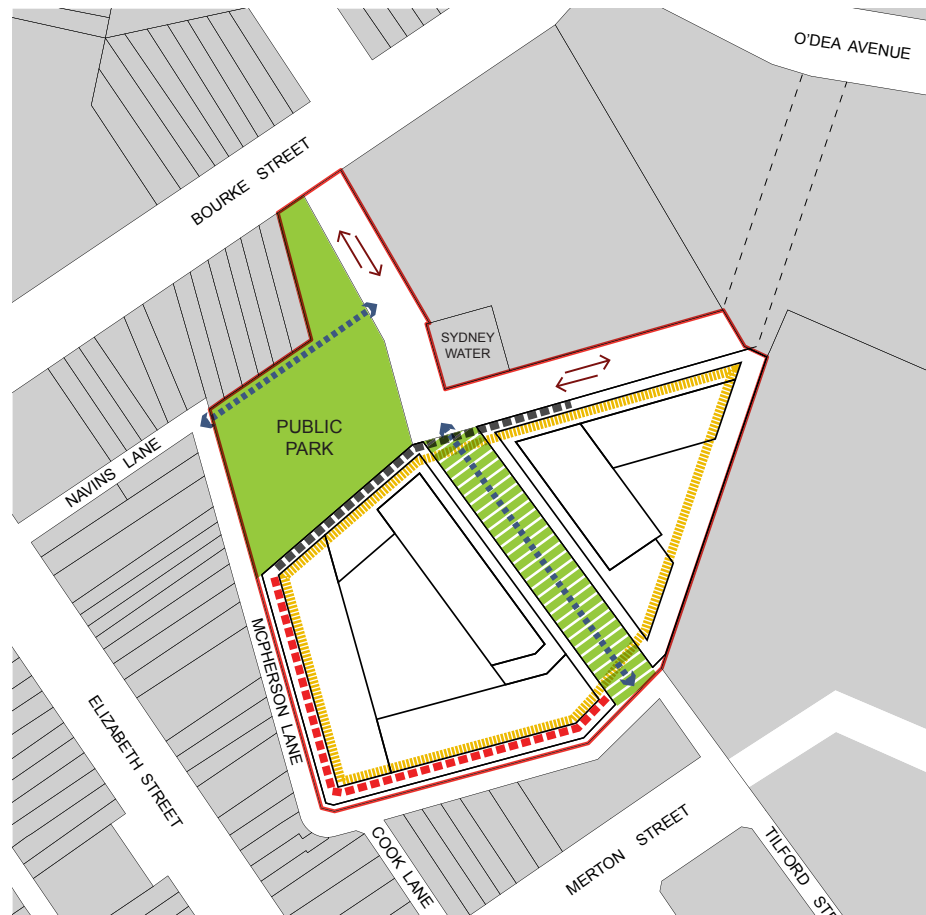 O'DEA AVENUE
BOURKE STREET
SYDNEY
WATER
PUBLIC
PARK
NAVINS LANE
MCPHERSON LANE
ELIZABETH STREET
COOK LANE
MERTON STREET
TILFORD STR